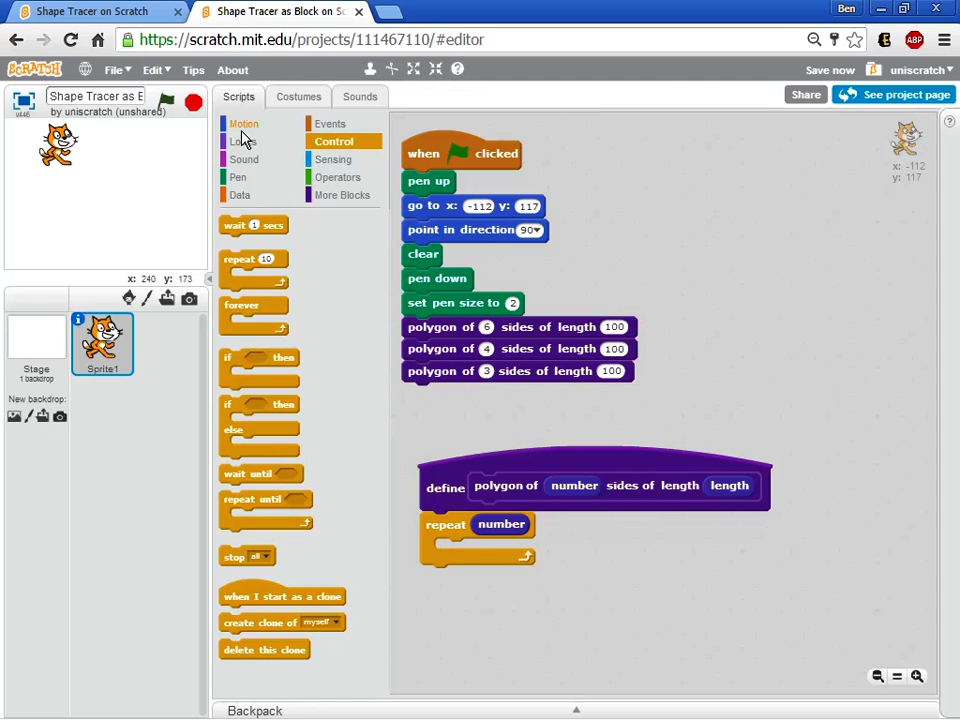 Shape Tracer on Scratch × Shape Tracer as Block on Sc × Ben
https://scratch.mit.edu/projects/111467110/#editor ABP
SCRATCH File▾ Edit▾ Tips About Save now uniscratch▾
Shape Tracer as E
by uniscratch (unshared)
v446
Scripts Costumes Sounds Share See project page
Motion Events
Looks Control
Sound Sensing
Pen Operators
Data More Blocks
wait 1 secs
repeat 10
forever
if then
if then
else
wait until
repeat until
stop all
when I start as a clone
create clone of myself
delete this clone
when clicked
pen up
go to x: -112 y: 117
point in direction 90▾
clear
pen down
set pen size to 2
polygon of 6 sides of length 100
polygon of 4 sides of length 100
polygon of 3 sides of length 100
define polygon of number sides of length length
repeat number
x: -112
y: 117
x: 240 y: 173
Stage
1 backdrop
Sprite1
New backdrop:
Backpack